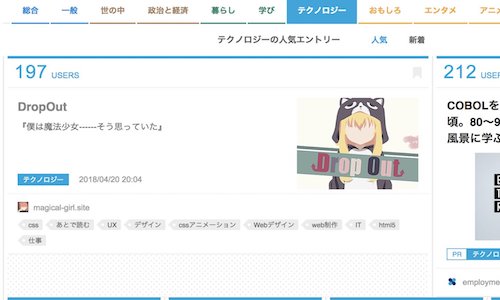 総合 一般 世の中 政治と経済 暮らし 学び テクノロジー おもしろ エンタメ アニメ
テクノロジーの人気エントリー 人気 新着
197 USERS
DropOut
『僕は魔法少女------そう思っていた』
Drop Out
テクノロジー 2018/04/20 20:04
magical-girl.site
css あとで読む UX デザイン cssアニメーション Webデザイン web制作 IT html5
仕事
212 USERS
COBOLを
頃。80〜9
風景に学ぶ
PR テクノ
employme